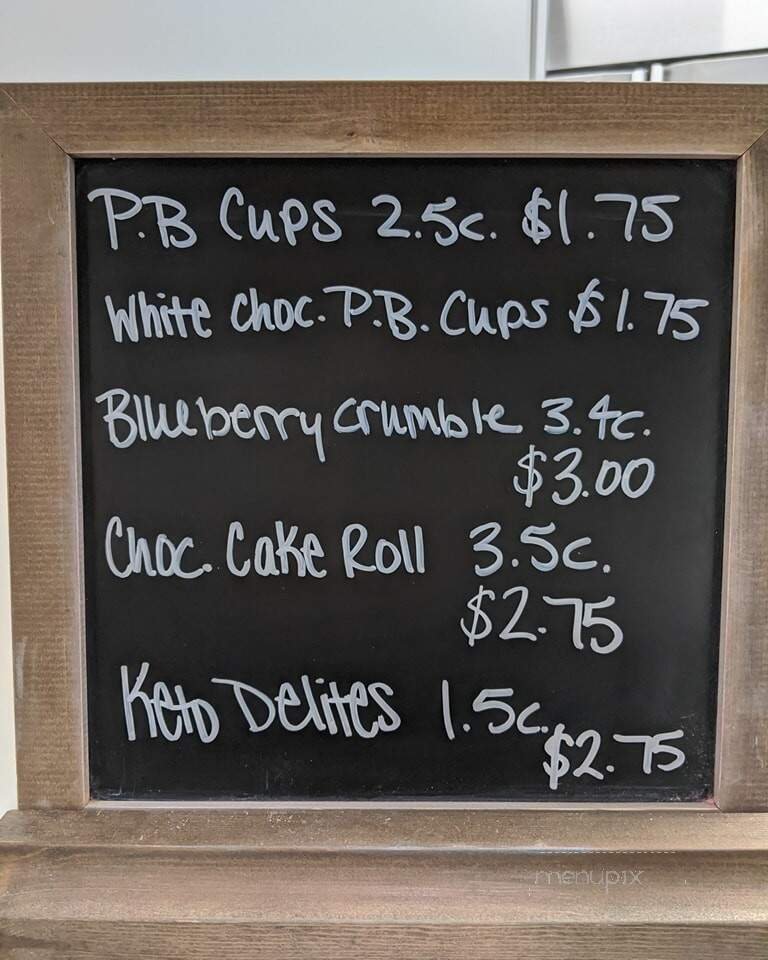 P.B Cups 2.5c. $1.75
White Choc. P.B. Cups $1.75
Blueberry Crumble 3.4c.
$3.00
Choc. Cake Roll 3.5c.
$2.75
Keto Delites 1.5c.
$2.75
menupix